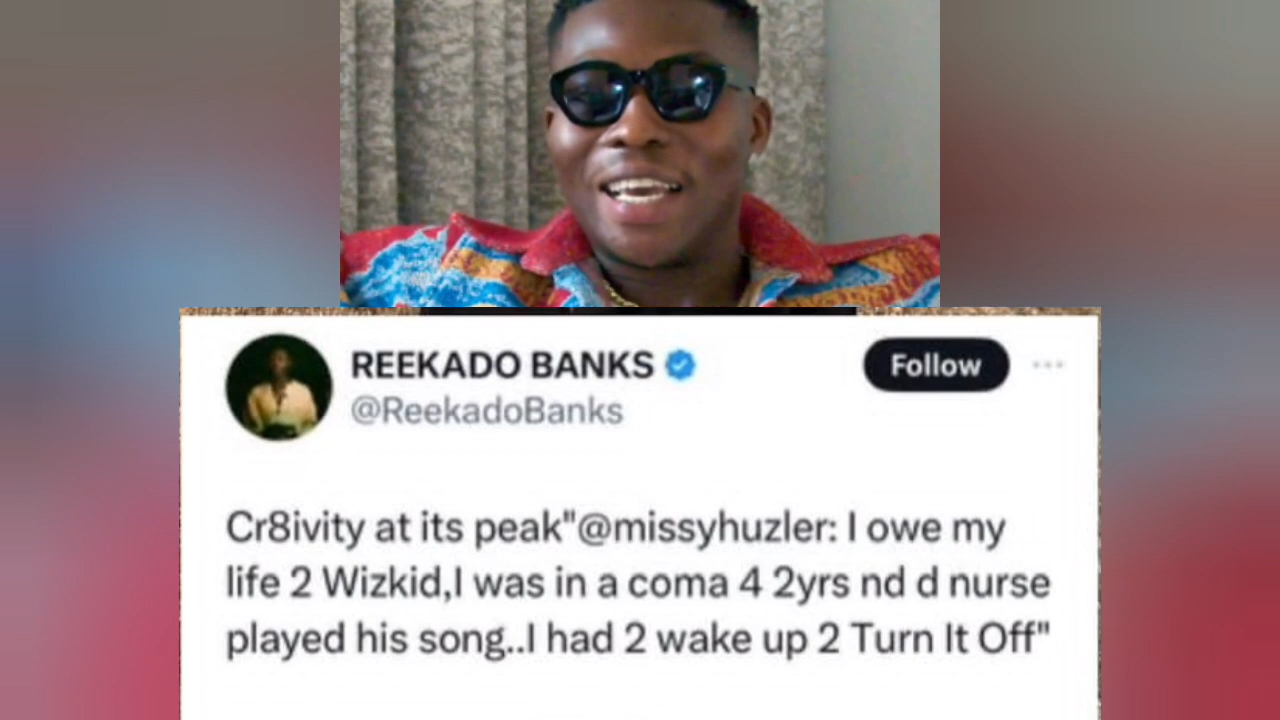 REEKADO BANKS
Follow
@ReekadoBanks
Cr8ivity at its peak"@missyhuzler: I owe my
life 2 Wizkid,I was in a coma 4 2yrs nd d nurse
played his song..I had 2 wake up 2 Turn It Off"